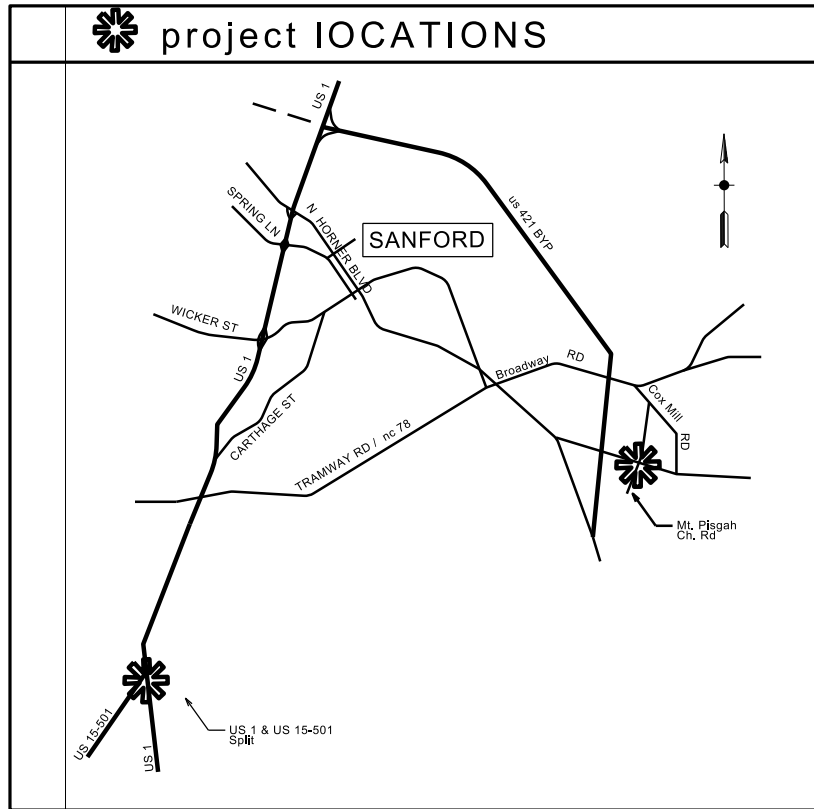 project lOCATIONS
US 1
SPRING LN
N HORNER BLVD
SANFORD
us 421 BYP
WICKER ST
US 1
Broadway RD
Cox Mill RD
CARTHAGE ST
TRAMWAY RD / nc 78
Mt. Pisgah
Ch. Rd
US 15-501
US 1
US 1 & US 15-501
Split